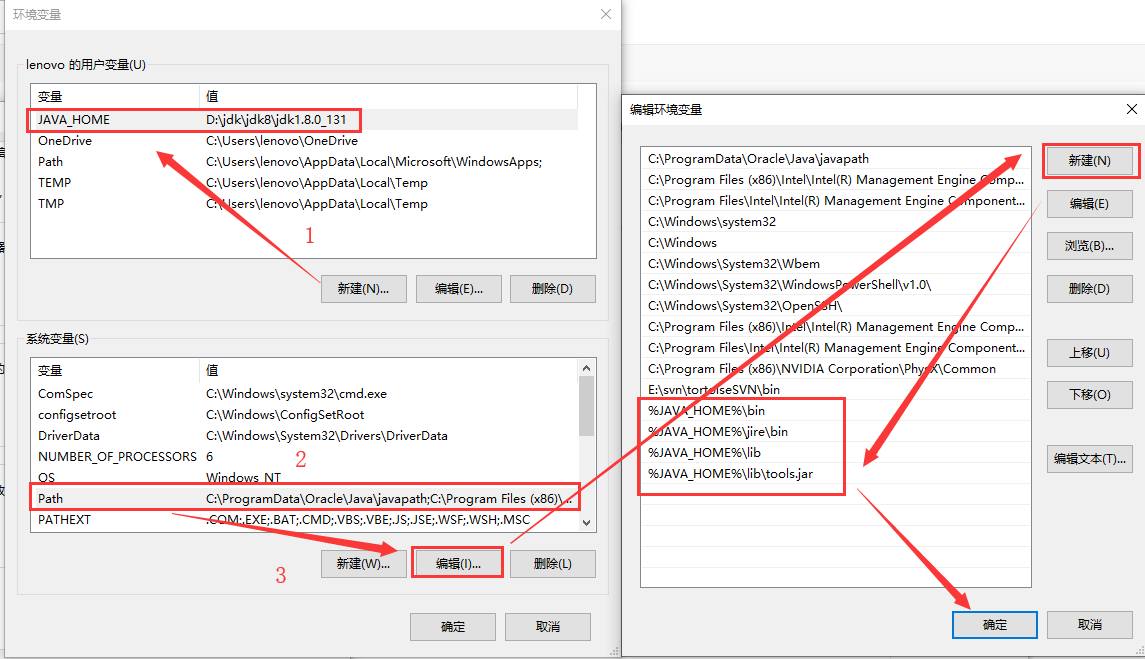 环境变量
lenovo 的用户变量(U)
变量 值
JAVA_HOME D:\jdk\jdk8\jdk1.8.0_131
OneDrive C:\Users\lenovo\OneDrive
Path C:\Users\lenovo\AppData\Local\Microsoft\WindowsApps;
TEMP C:\Users\lenovo\AppData\Local\Temp
TMP C:\Users\lenovo\AppData\Local\Temp
1
新建(N)... 编辑(E)... 删除(D)
系统变量(S)
变量 值
ComSpec C:\Windows\system32\cmd.exe
configsetroot C:\Windows\ConfigSetRoot
DriverData C:\Windows\System32\Drivers\DriverData
NUMBER_OF_PROCESSORS 6
2
OS Windows_NT
Path C:\ProgramData\Oracle\Java\javapath;C:\Program Files (x86)\...
PATHEXT .COM;.EXE;.BAT;.CMD;.VBS;.VBE;.JS;.JSE;.WSF;.WSH;.MSC
3
新建(W)... 编辑(I)... 删除(L)
确定 取消
编辑环境变量
C:\ProgramData\Oracle\Java\javapath
C:\Program Files (x86)\Intel\Intel(R) Management Engine Comp...
C:\Program Files\Intel\Intel(R) Management Engine Component...
C:\Windows\system32
C:\Windows
C:\Windows\System32\Wbem
C:\Windows\System32\WindowsPowerShell\v1.0\
C:\Windows\System32\OpenSSH\
C:\Program Files (x86)\Intel\Intel(R) Management Engine Comp...
C:\Program Files\Intel\Intel(R) Management Engine Component...
C:\Program Files (x86)\NVIDIA Corporation\PhysX\Common
E:\svn\tortoiseSVN\bin
%JAVA_HOME%\bin
%JAVA_HOME%\jire\bin
%JAVA_HOME%\lib
%JAVA_HOME%\lib\tools.jar
新建(N)
编辑(E)
浏览(B)...
删除(D)
上移(U)
下移(O)
编辑文本(T)...
确定 取消